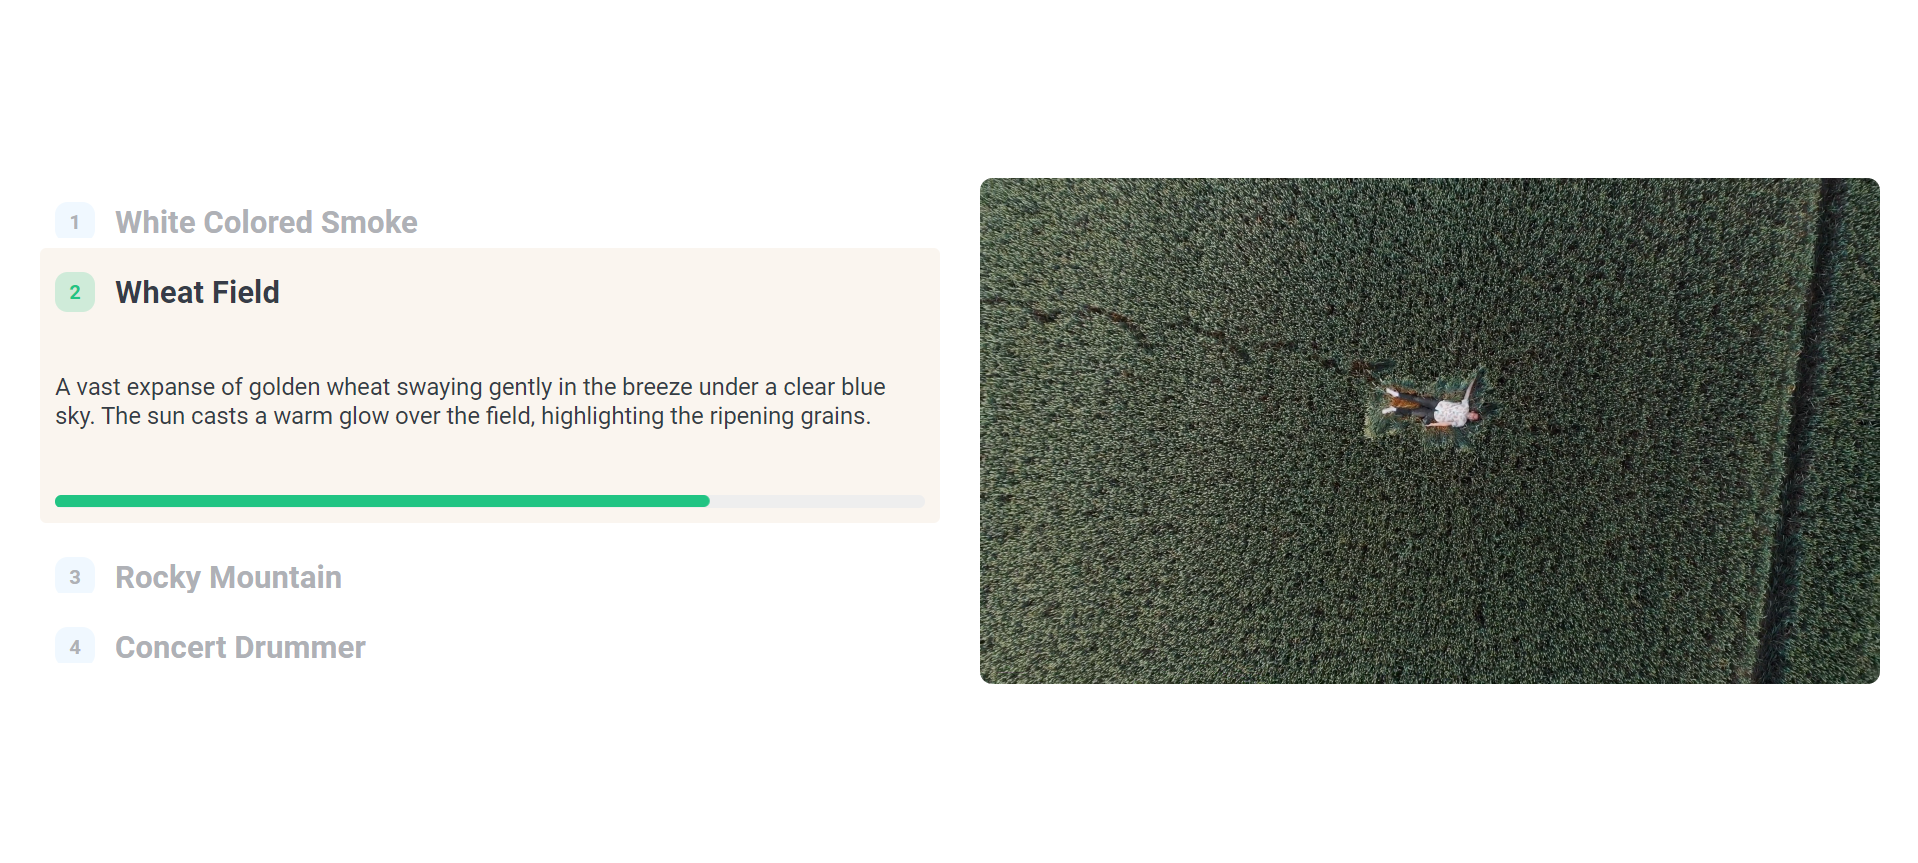 1 White Colored Smoke
2 Wheat Field
A vast expanse of golden wheat swaying gently in the breeze under a clear blue
sky. The sun casts a warm glow over the field, highlighting the ripening grains.
3 Rocky Mountain
4 Concert Drummer